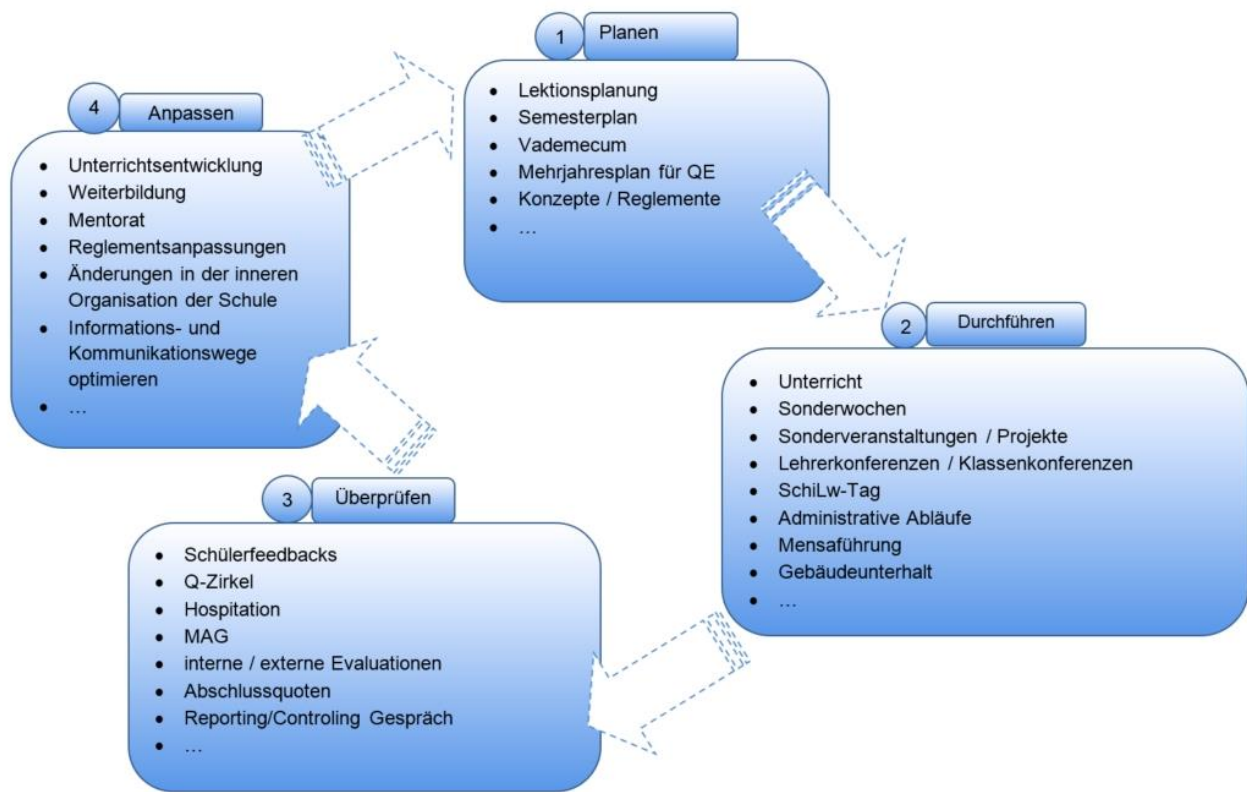 1 Planen
• Lektionsplanung
• Semesterplan
• Vademecum
• Mehrjahresplan für QE
• Konzepte / Reglemente
• …
2 Durchführen
• Unterricht
• Sonderwochen
• Sonderveranstaltungen / Projekte
• Lehrerkonferenzen / Klassenkonferenzen
• SchiLw-Tag
• Administrative Abläufe
• Mensaführung
• Gebäudeunterhalt
• …
3 Überprüfen
• Schülerfeedbacks
• Q-Zirkel
• Hospitation
• MAG
• interne / externe Evaluationen
• Abschlussquoten
• Reporting/Controling Gespräch
• …
4 Anpassen
• Unterrichtsentwicklung
• Weiterbildung
• Mentorat
• Reglementsanpassungen
• Änderungen in der inneren
Organisation der Schule
• Informations- und
Kommunikationswege
optimieren
• …